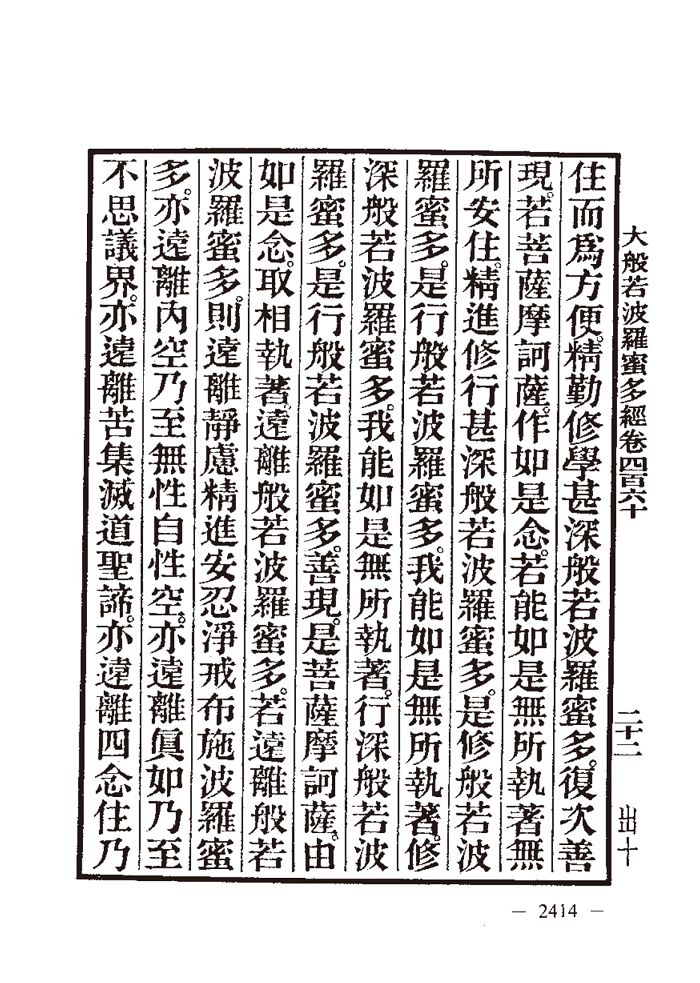 大般若波羅蜜多經卷四百六十
二十二
出十
住而爲方便。精勤修學甚深般若波羅蜜多。復次善
現。若菩薩摩訶薩。作如是念。若能如是無所執著無
所安住。精進修行甚深般若波羅蜜多。是修般若波
羅蜜多。是行般若波羅蜜多。我能如是無所執著。修
深般若波羅蜜多。我能如是無所執著。行深般若波
羅蜜多。是行般若波羅蜜多。善現。是菩薩摩訶薩。由
如是念。取相執著。遠離般若波羅蜜多。若遠離般若
波羅蜜多。則遠離靜慮精進安忍淨戒布施波羅蜜
多。亦遠離內空乃至無性自性空。亦遠離眞如乃至
不思議界。亦遠離苦集滅道聖諦。亦遠離四念住乃
— 2414 —